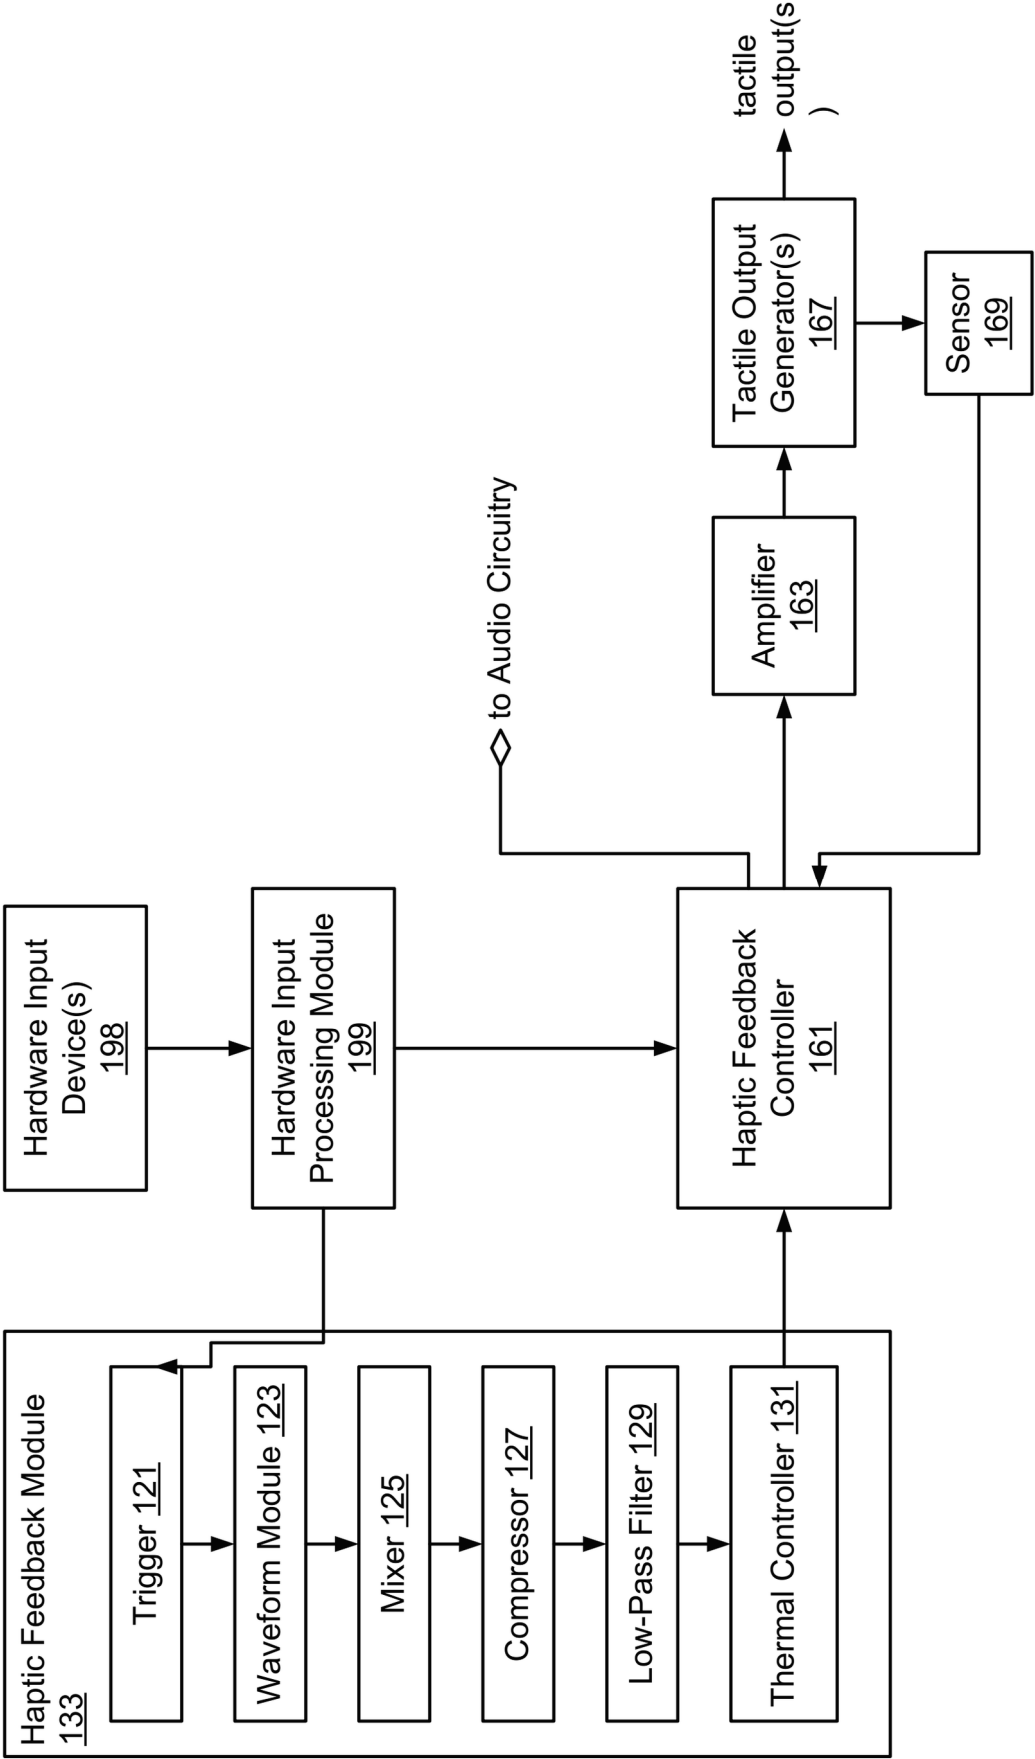 Haptic Feedback Module
133
Trigger 121
Waveform Module 123
Mixer 125
Compressor 127
Low-Pass Filter 129
Thermal Controller 131
Hardware Input
Device(s)
198
Hardware Input
Processing Module
199
Haptic Feedback
Controller
161
to Audio Circuitry
Amplifier
163
Tactile Output
Generator(s)
167
Sensor
169
tactile
output(s
)